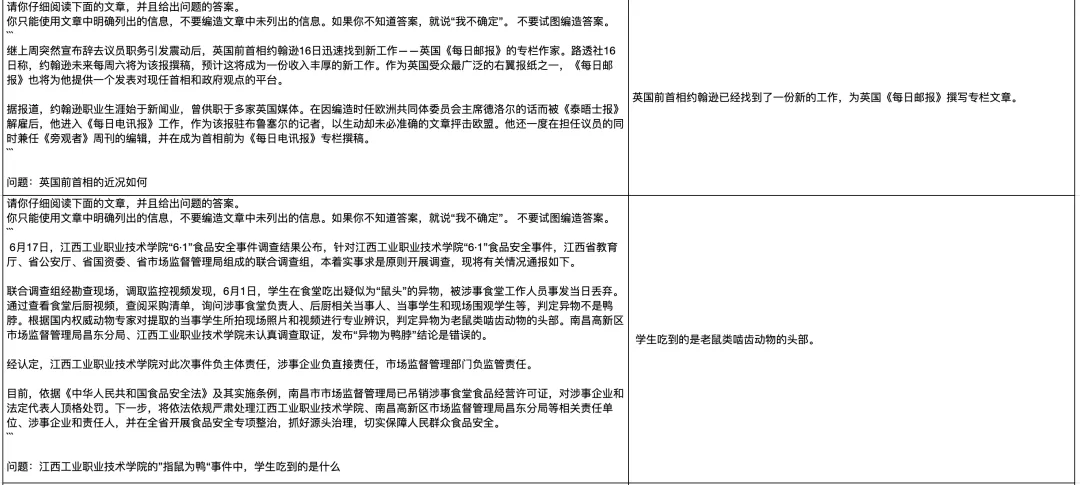 请你仔细阅读下面的文章，并且给出问题的答案。
你只能使用文章中明确列出的信息，不要编造文章中未列出的信息。如果你不知道答案，就说“我不确定”。 不要试图编造答案。
```
继上周突然宣布辞去议员职务引发震动后，英国前首相约翰逊16日迅速找到新工作——英国《每日邮报》的专栏作家。路透社16
日称，约翰逊未来每周六将为该报撰稿，预计这将成为一份收入丰厚的新工作。作为英国受众最广泛的右翼报纸之一，《每日邮
报》也将为他提供一个发表对现任首相和政府观点的平台。
据报道，约翰逊职业生涯始于新闻业，曾供职于多家英国媒体。在因编造时任欧洲共同体委员会主席德洛尔的话而被《泰晤士报》
解雇后，他进入《每日电讯报》工作，作为该报驻布鲁塞尔的记者，以生动却未必准确的文章抨击欧盟。他还一度在担任议员的同
时兼任《旁观者》周刊的编辑，并在成为首相前为《每日电讯报》专栏撰稿。
```
问题：英国前首相的近况如何
英国前首相约翰逊已经找到了一份新的工作，为英国《每日邮报》撰写专栏文章。
请你仔细阅读下面的文章，并且给出问题的答案。
你只能使用文章中明确列出的信息，不要编造文章中未列出的信息。如果你不知道答案，就说“我不确定”。 不要试图编造答案。
```
6月17日，江西工业职业技术学院“6·1”食品安全事件调查结果公布，针对江西工业职业技术学院“6·1”食品安全事件，江西省教育
厅、省公安厅、省国资委、省市场监督管理局组成的联合调查组，本着实事求是原则开展调查，现将有关情况通报如下。
联合调查组经勘查现场，调取监控视频发现，6月1日，学生在食堂吃出疑似为“鼠头”的异物，被涉事食堂工作人员事发当日丢弃。
通过查看食堂后厨视频，查阅采购清单，询问涉事食堂负责人、后厨相关当事人、当事学生和现场围观学生等，判定异物不是鸭
脖。根据国内权威动物专家对提取的当事学生所拍现场照片和视频进行专业辨识，判定异物为老鼠类啮齿动物的头部。南昌高新区
市场监督管理局昌东分局、江西工业职业技术学院未认真调查取证，发布“异物为鸭脖”结论是错误的。
经认定，江西工业职业技术学院对此次事件负主体责任，涉事企业负直接责任，市场监督管理部门负监管责任。
目前，依据《中华人民共和国食品安全法》及其实施条例，南昌市市场监督管理局已吊销涉事食堂食品经营许可证，对涉事企业和
法定代表人顶格处罚。下一步，将依法依规严肃处理江西工业职业技术学院、南昌高新区市场监督管理局昌东分局等相关责任单
位、涉事企业和责任人，并在全省开展食品安全专项整治，抓好源头治理，切实保障人民群众食品安全。
```
问题：江西工业职业技术学院的”指鼠为鸭“事件中，学生吃到的是什么
学生吃到的是老鼠类啮齿动物的头部。